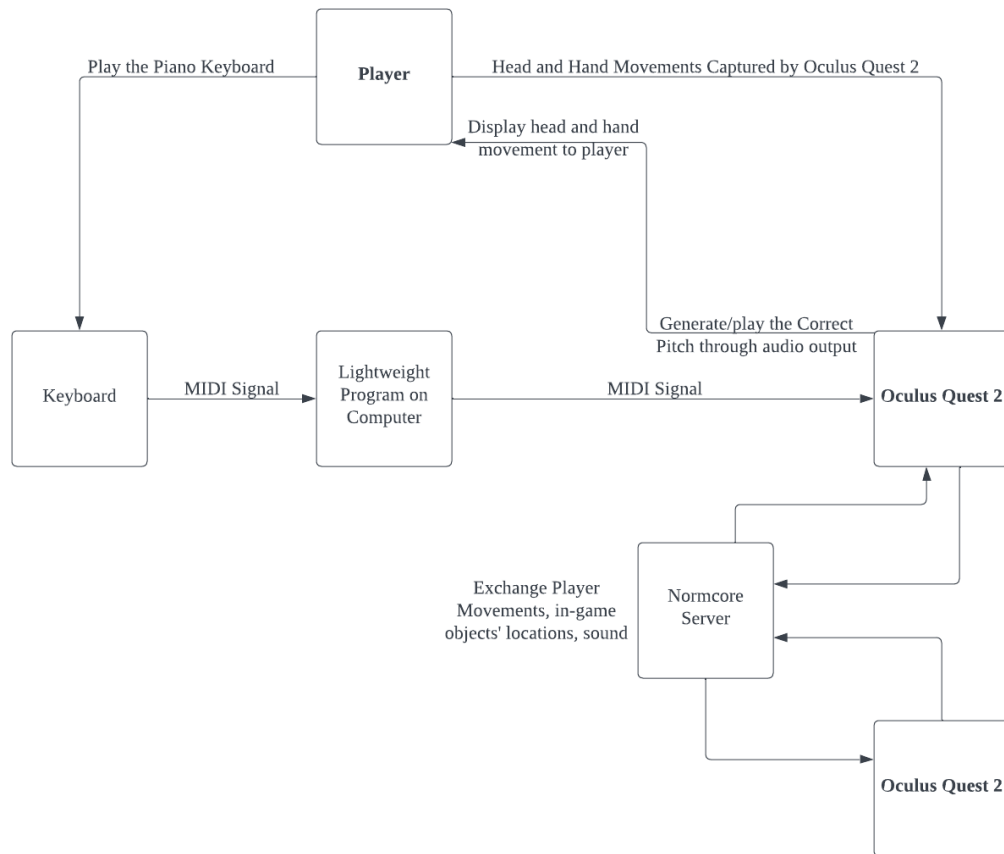 Play the Piano Keyboard
Player
Head and Hand Movements Captured by Oculus Quest 2
Display head and hand
movement to player
Generate/play the Correct
Pitch through audio output
Keyboard
MIDI Signal
Lightweight
Program on
Computer
MIDI Signal
Oculus Quest 2
Exchange Player
Movements, in-game
objects' locations, sound
Normcore
Server
Oculus Quest 2